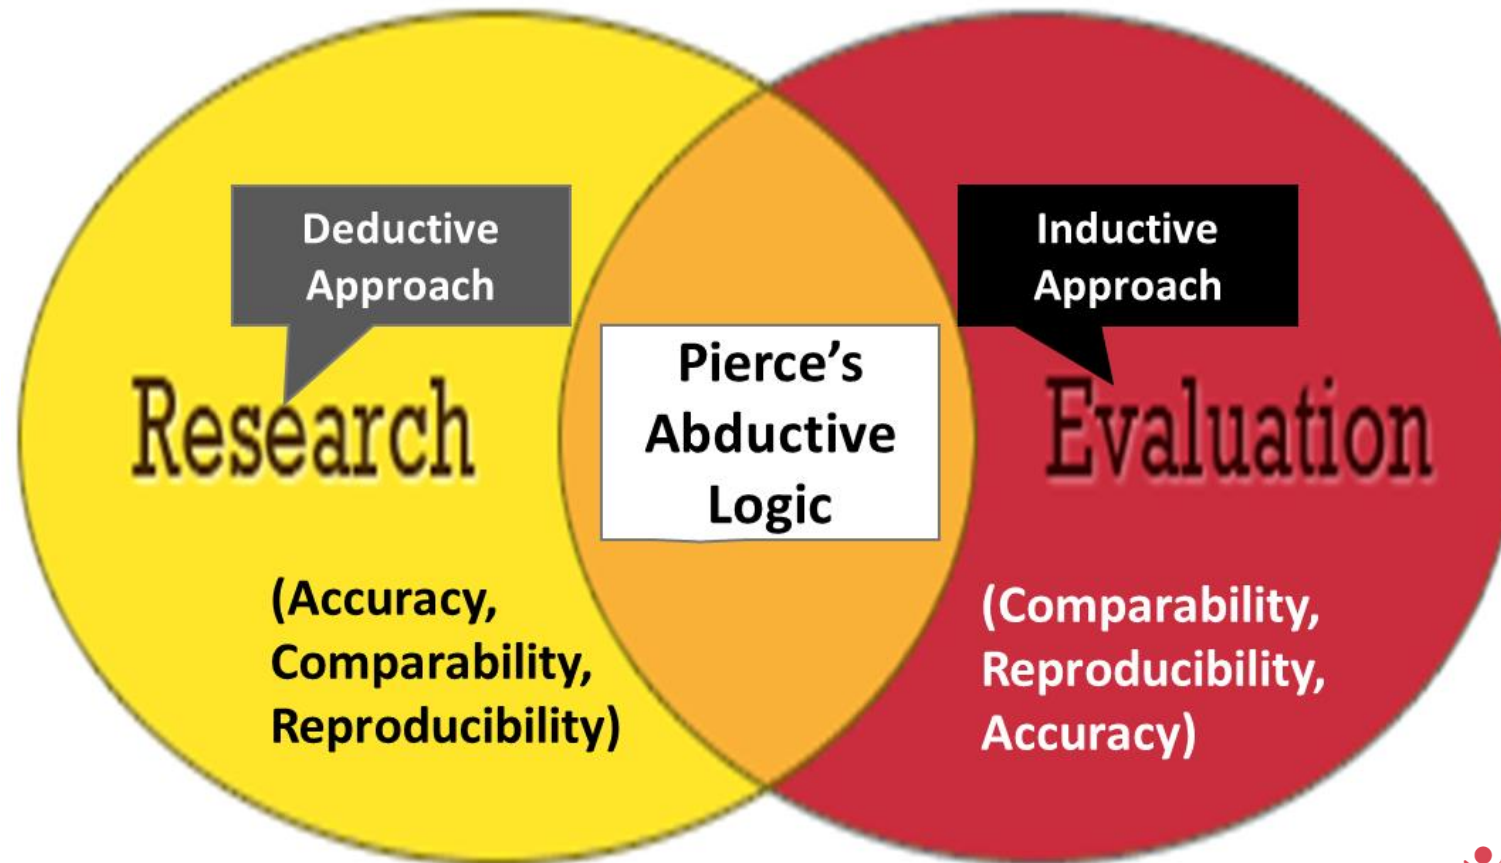 Deductive
Approach
Inductive
Approach
Pierce's
Abductive
Logic
Research
Evaluation
(Accuracy,
Comparability,
Reproducibility)
(Comparability,
Reproducibility,
Accuracy)